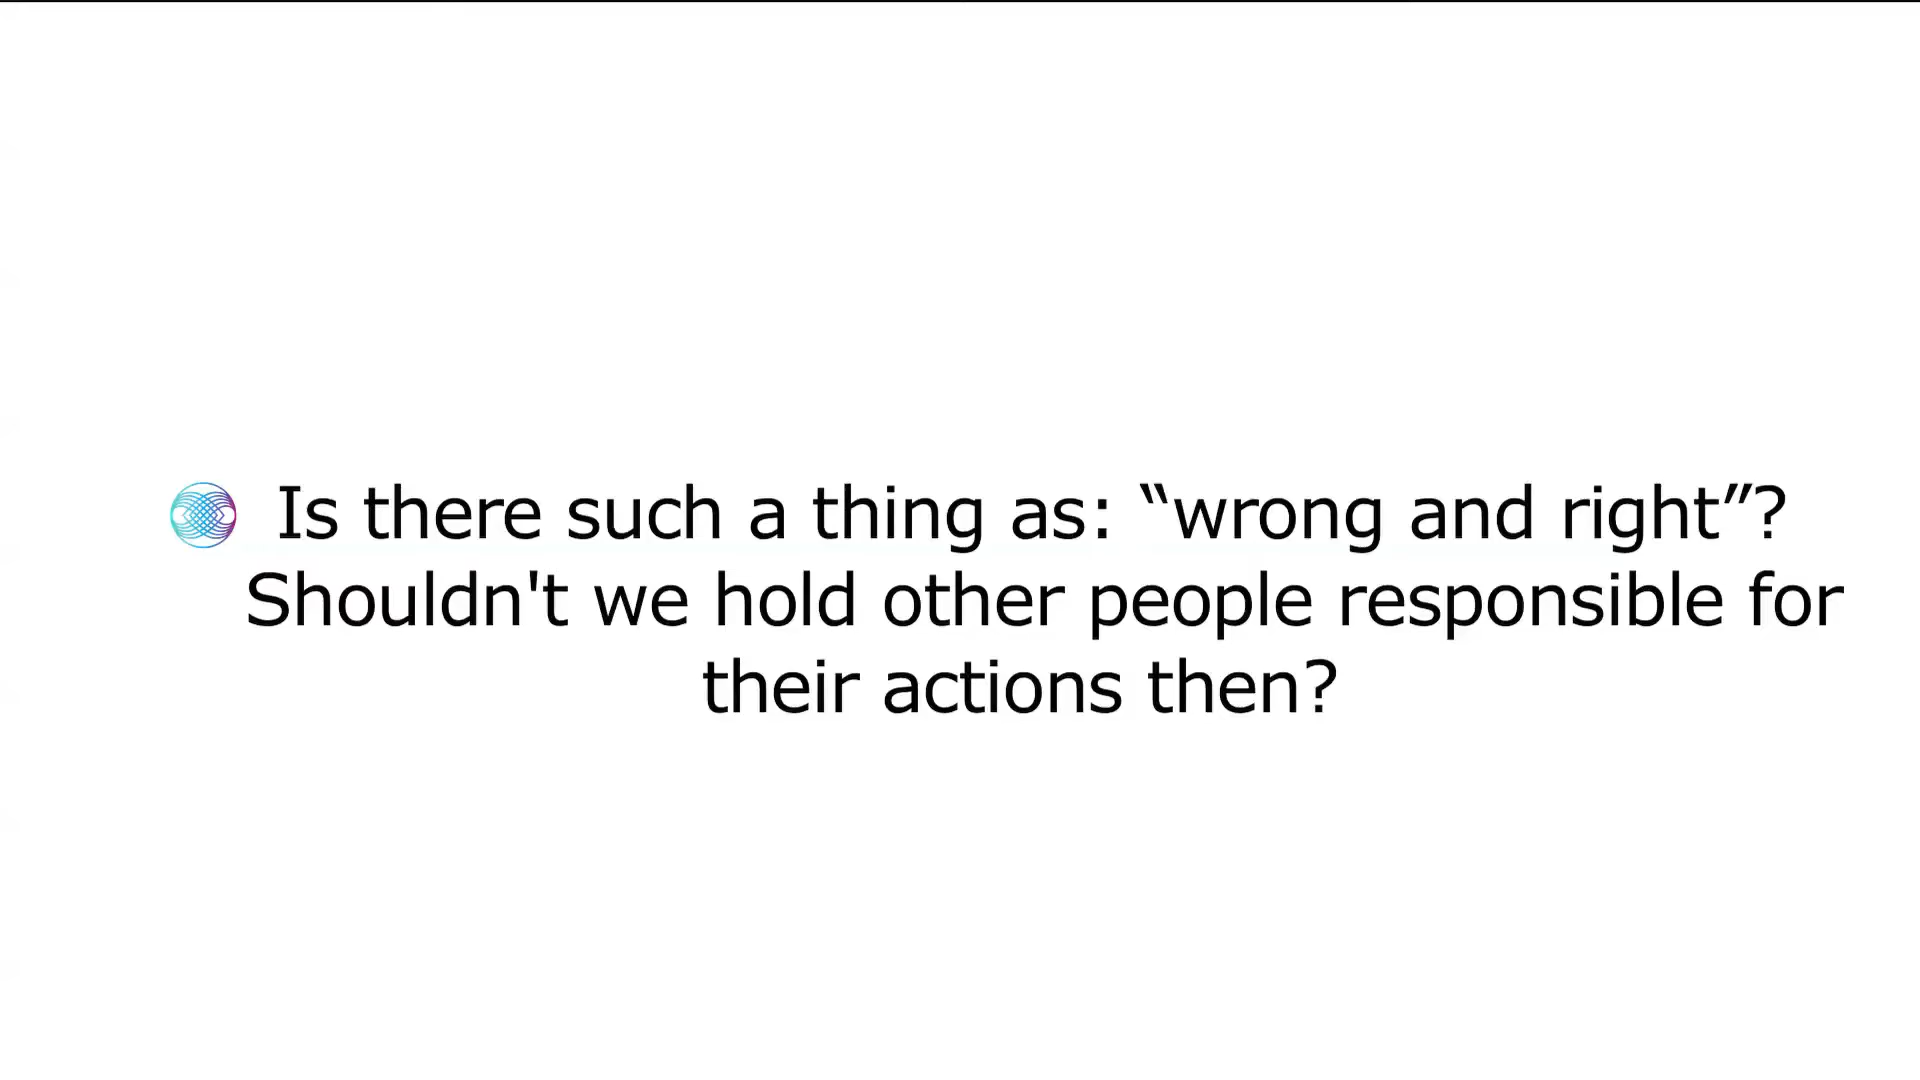 Is there such a thing as: “wrong and right”?
Shouldn't we hold other people responsible for
their actions then?